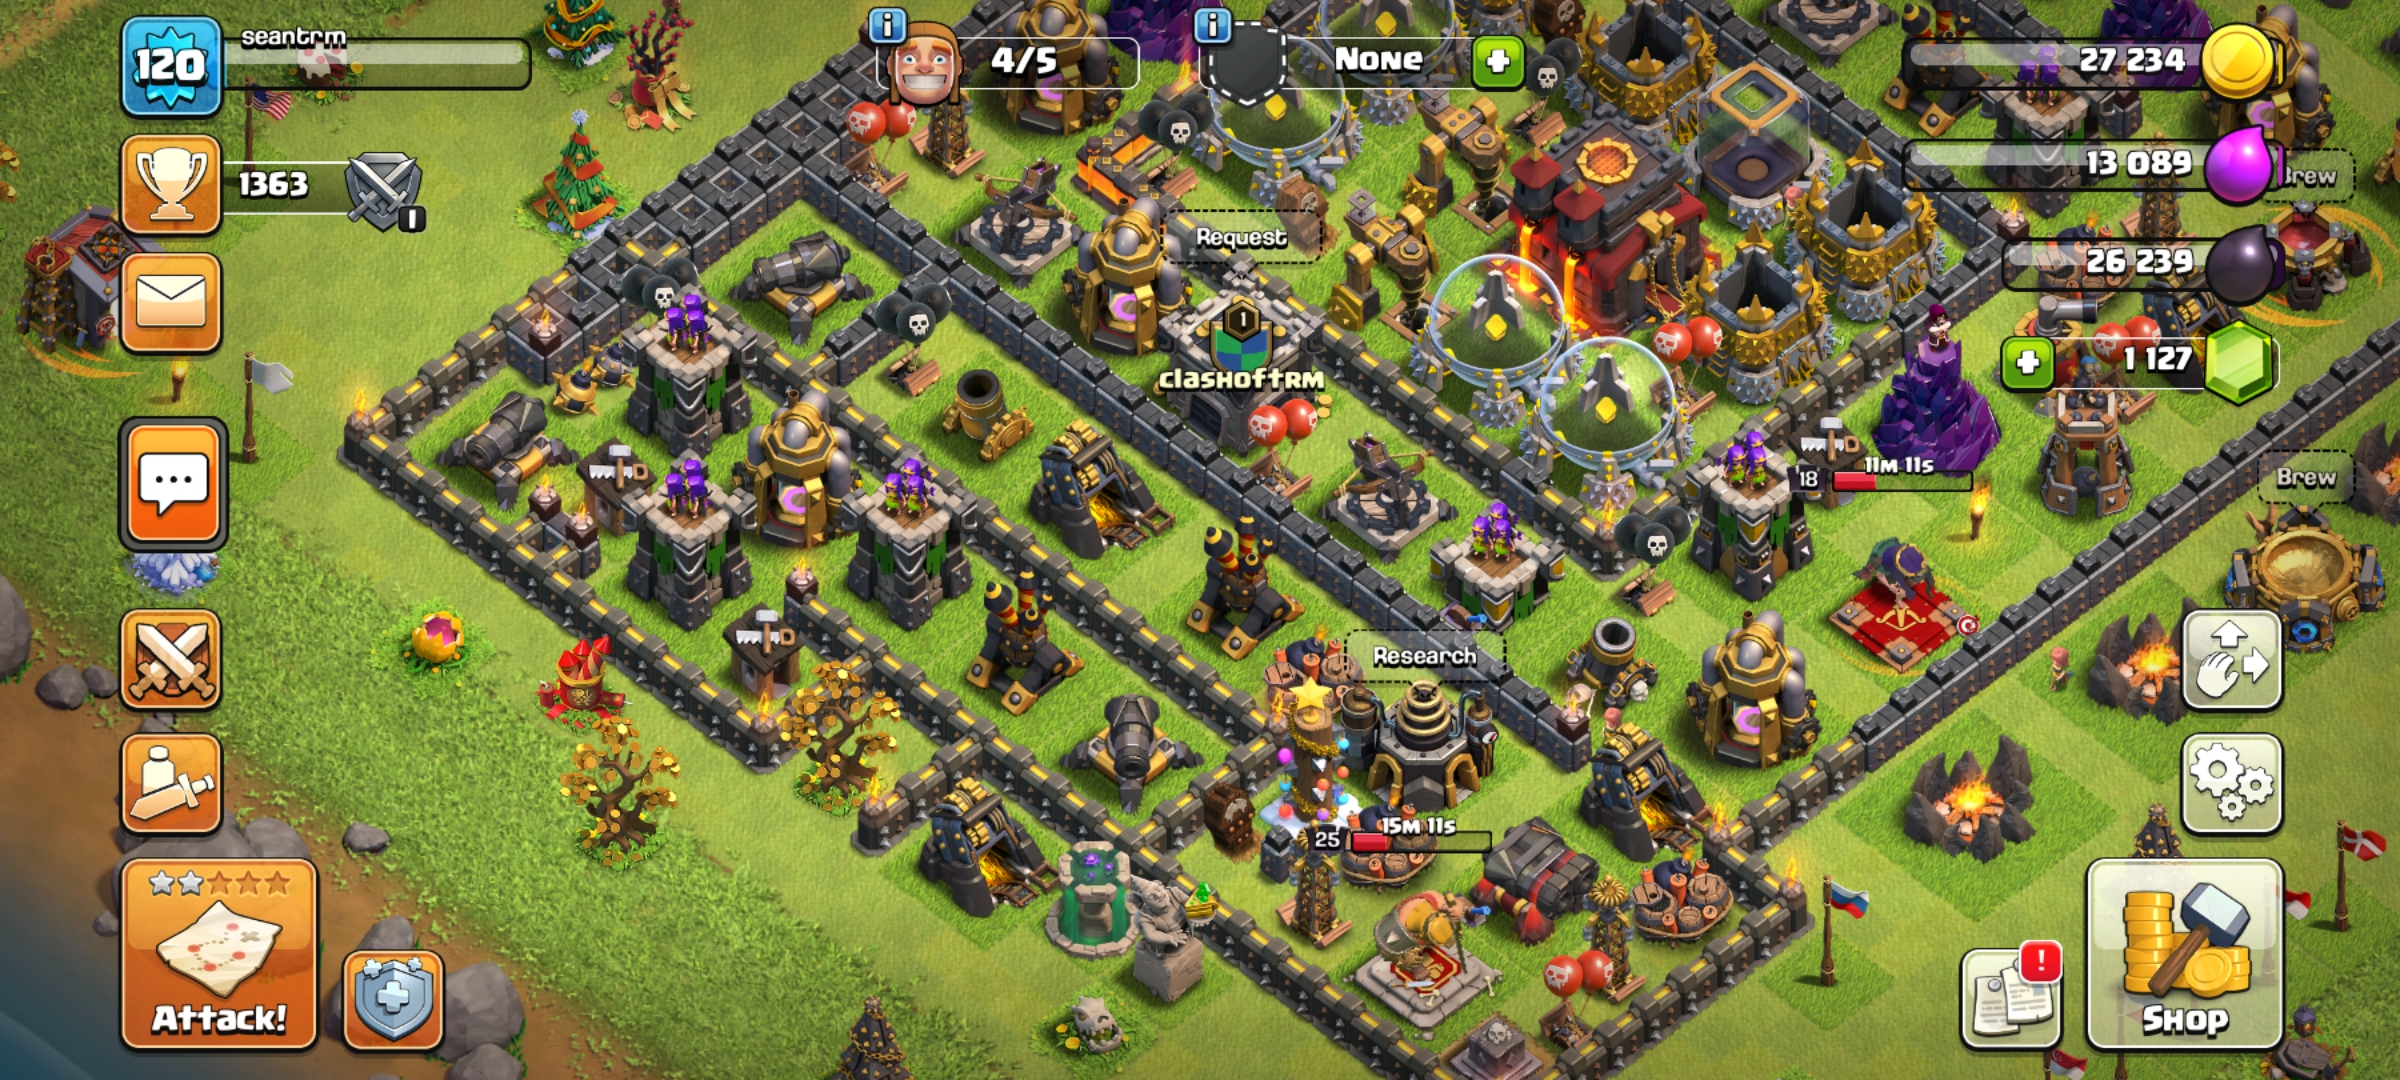 120
seantrm
4/5
None
27 234
1363
I
13 089
Brew
Request
26 239
1
clashoftRM
1 127
11M 11s
18
Brew
Research
15M 11s
25
Attack!
!
Shop